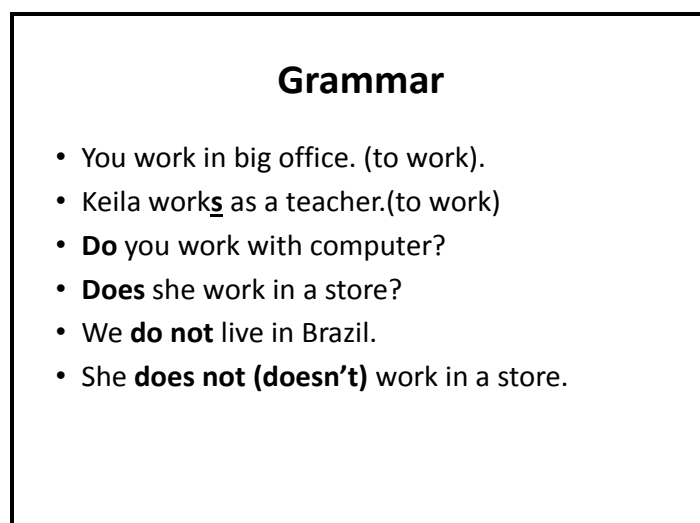 Grammar
• You work in big office. (to work).
• Keila works as a teacher.(to work)
• Do you work with computer?
• Does she work in a store?
• We do not live in Brazil.
• She does not (doesn’t) work in a store.